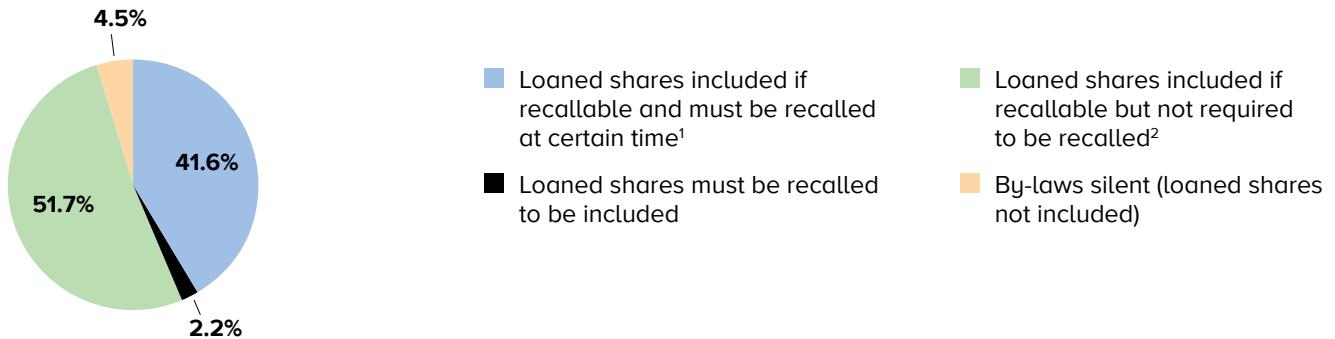 4.5%
41.6%
51.7%
2.2%
Loaned shares included if
recallable and must be recalled
at certain time¹
Loaned shares must be recalled
to be included
Loaned shares included if
recallable but not required
to be recalled²
By-laws silent (loaned shares
not included)